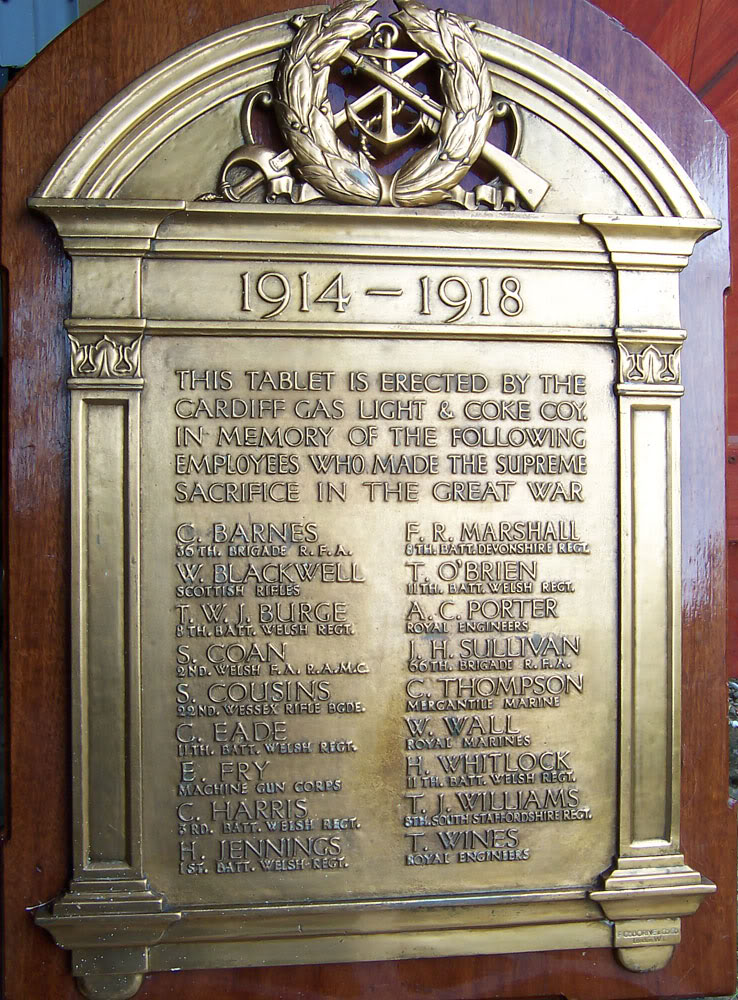 1914 – 1918
THIS TABLET IS ERECTED BY THE
CARDIFF GAS LIGHT & COKE COY.
IN MEMORY OF THE FOLLOWING
EMPLOYEES WHO MADE THE SUPREME
SACRIFICE IN THE GREAT WAR
C. BARNES
36TH. BRIGADE R. F. A.
W. BLACKWELL
SCOTTISH RIFLES
T. W. J. BURGE
8TH. BATT. WELSH REGT.
S. COAN
2ND. WELSH F. A. R. A. M. C.
S. COUSINS
22ND. WESSEX RIFLE BGDE.
C. EADE
11TH. BATT. WELSH REGT.
E. FRY
MACHINE GUN CORPS
C. HARRIS
3RD. BATT. WELSH REGT.
H. JENNINGS
1ST. BATT. WELSH REGT.
F. R. MARSHALL
8TH. BATT. DEVONSHIRE REGT.
T. O'BRIEN
11TH. BATT. WELSH REGT.
A. C. PORTER
ROYAL ENGINEERS
J. H. SULLIVAN
66TH. BRIGADE R. F. A.
C. THOMPSON
MERCANTILE MARINE
W. WALL
ROYAL MARINES
H. WHITLOCK
11TH. BATT. WELSH REGT.
T. J. WILLIAMS
8TH. SOUTH STAFFORDSHIRE REGT.
T. WINES
ROYAL ENGINEERS